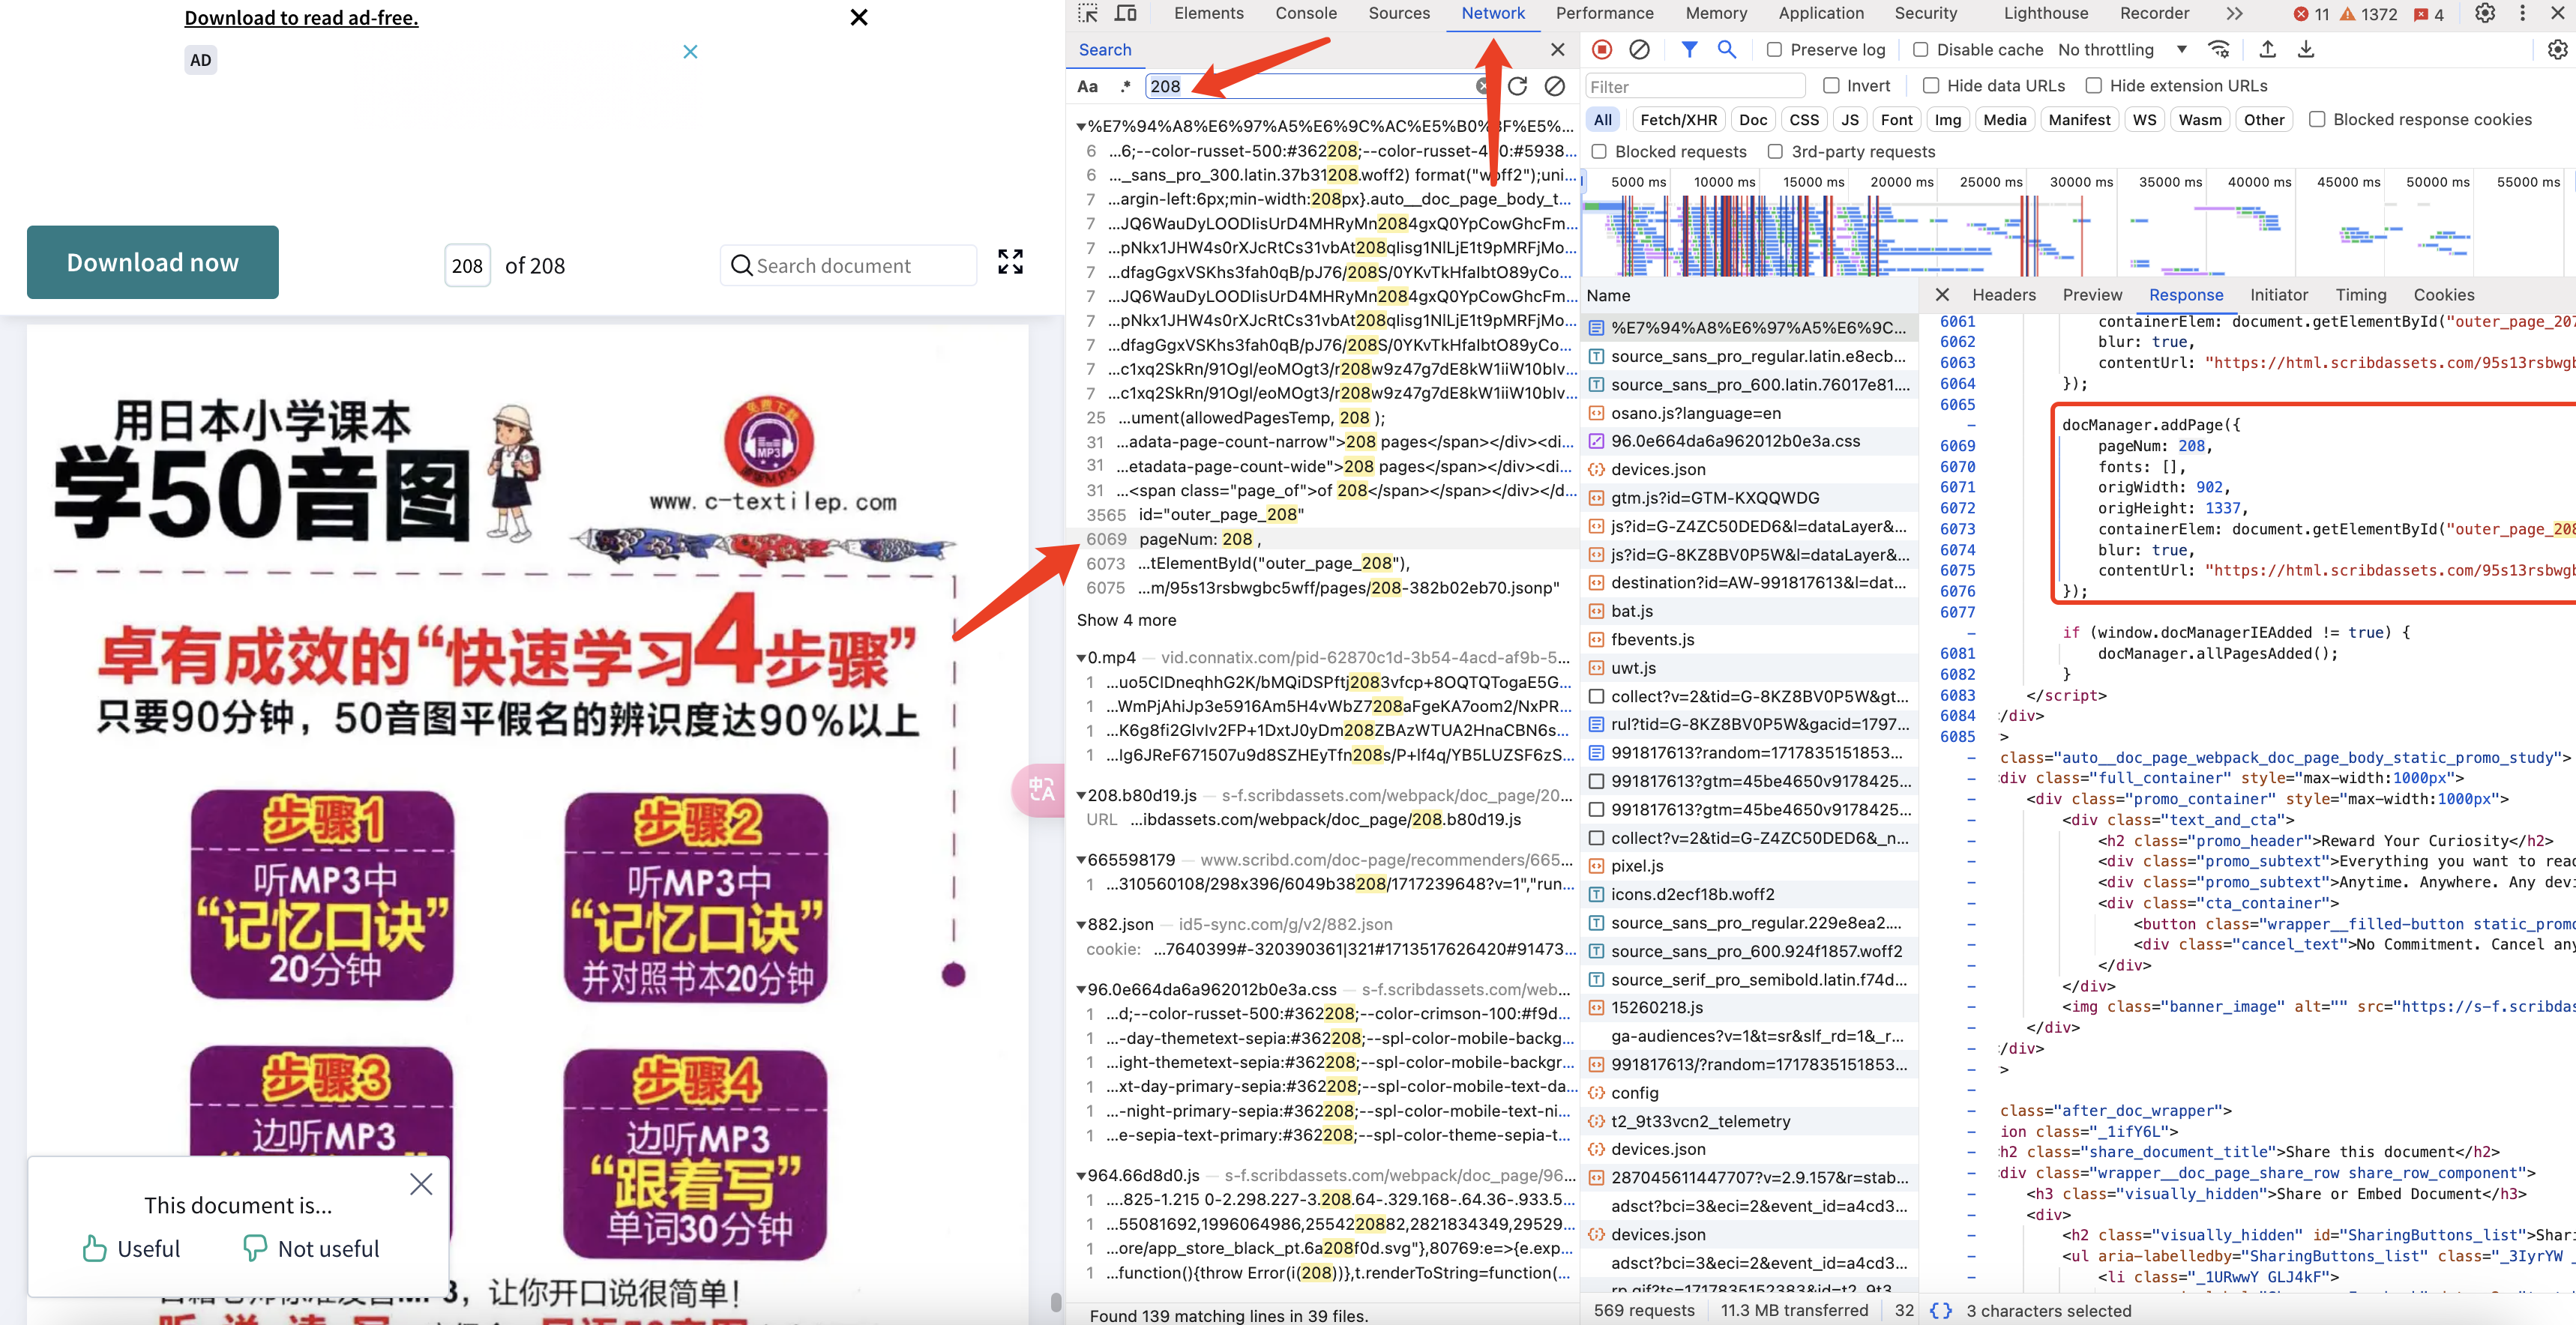 Download to read ad-free.
AD
Download now
208 of 208
Search document
用日本小学课本
学50音图
免费下载
MP3
www.c-textilep.com
卓有成效的“快速学习4步骤”
只要90分钟，50音图平假名的辨识度达90%以上
步骤1
听MP3中
“记忆口诀”
20分钟
步骤2
听MP3中
“记忆口诀”
并对照书本20分钟
步骤3
边听MP3
步骤4
边听MP3
“跟着写”
单词30分钟
This document is...
Useful
Not useful
3，让你开口说很简单！
Elements Console Sources Network Performance Memory Application Security Lighthouse Recorder 11 1372 4
Search
Aa .* 208
%E7%94%A8%E6%97%A5%E6%9C%AC%E5%B0%
6 ...6;--color-russet-500:#362208;--color-russet-4
6 ..._sans_pro_300.latin.37b31208.woff2) format("woff2");uni...
7 ...argin-left:6px;min-width:208px}.auto__doc_page_body_t...
7 ...JQ6WauDyLOODIisUrD4MHRyMn2084gxQ0YpCowGhcFm...
7 ...pNkx1JHW4s0rXJcRtCs31vbAt208qlisg1NlLjE1t9pMRFjMo...
7 ...dfagGgxVSKhs3fah0qB/pJ76/208S/0YKvTkHfaIbtO89yCo...
7 ...JQ6WauDyLOODIisUrD4MHRyMn2084gxQ0YpCowGhcFm...
7 ...pNkx1JHW4s0rXJcRtCs31vbAt208qlisg1NlLjE1t9pMRFjMo...
7 ...dfagGgxVSKhs3fah0qB/pJ76/208S/0YKvTkHfaIbtO89yCo...
7 ...c1xq2SkRn/91Ogl/eoMOgt3/r208w9z47g7dE8kW1iiW10blv...
7 ...c1xq2SkRn/91Ogl/eoMOgt3/r208w9z47g7dE8kW1iiW10blv...
25 ...ument(allowedPagesTemp, 208 );
31 ...adata-page-count-narrow">208 pages</span></div><di...
31 ...etadata-page-count-wide">208 pages</span></div><di...
31 ...<span class="page_of">of 208</span></span></div></d...
3565 id="outer_page_208"
6069 pageNum: 208 ,
6073 ...tElementById("outer_page_208"),
6075 ...m/95s13rsbwgbc5wff/pages/208-382b02eb70.jsonp"
Show 4 more
0.mp4 — vid.connatix.com/pid-62870c1d-3b54-4acd-af9b-5...
1 ...uo5CIDneqhhG2K/bMQiDSPftj2083vfcp+8OQTQTogaE5G...
1 ...WmPjAhiJp3e5916Am5H4vWbZ7208aFgeKA7oom2/NxPR...
1 ...K6g8fi2GlvIv2FP+1DxtJ0yDm208ZBAzWTUA2HnaCBN6s...
1 ...Ig6JReF671507u9d8SZHEyTfn208s/P+lf4q/YB5LUZSF6zS...
208.b80d19.js — s-f.scribdassets.com/webpack/doc_page/20...
URL ...ibdassets.com/webpack/doc_page/208.b80d19.js
665598179 — www.scribd.com/doc-page/recommenders/665...
1 ...310560108/298x396/6049b38208/1717239648?v=1","run...
882.json — id5-sync.com/g/v2/882.json
cookie: ...7640399#-320390361|321#1713517626420#91473...
96.0e664da6a962012b0e3a.css — s-f.scribdassets.com/web...
1 ...d;--color-russet-500:#362208;--color-crimson-100:#f9d...
1 ...-day-themetext-sepia:#362208;--spl-color-mobile-backg...
1 ...ight-themetext-sepia:#362208;--spl-color-mobile-backgr...
1 ...xt-day-primary-sepia:#362208;--spl-color-mobile-text-da...
1 ...-night-primary-sepia:#362208;--spl-color-mobile-text-ni...
1 ...e-sepia-text-primary:#362208;--spl-color-theme-sepia-t...
964.66d8d0.js — s-f.scribdassets.com/webpack/doc_page/96...
1 ...825-1.215 0-2.298.227-3.208.64-.329.168-.64.36-.933.5...
1 ...55081692,1996064986,2554220882,2821834349,29529...
1 ...ore/app_store_black_pt.6a208f0d.svg"},80769:e=>{e.exp...
1 ...function(){throw Error(i(208))},t.renderToString=function(...
Found 139 matching lines in 39 files.
Preserve log Disable cache No throttling
Filter Invert Hide data URLs Hide extension URLs
All Fetch/XHR Doc CSS JS Font Img Media Manifest WS Wasm Other Blocked response cookies
Blocked requests 3rd-party requests
5000 ms 10000 ms 15000 ms 20000 ms 25000 ms 30000 ms 35000 ms 40000 ms 45000 ms 50000 ms 55000 ms
Name
%E7%94%A8%E6%97%A5%E6%9C...
source_sans_pro_regular.latin.e8ecb...
source_sans_pro_600.latin.76017e81....
osano.js?language=en
96.0e664da6a962012b0e3a.css
devices.json
gtm.js?id=GTM-KXQQWDG
js?id=G-Z4ZC50DED6&l=dataLayer&...
js?id=G-8KZ8BV0P5W&l=dataLayer&...
destination?id=AW-991817613&l=dat...
bat.js
fbevents.js
uwt.js
collect?v=2&tid=G-8KZ8BV0P5W&gt...
rul?tid=G-8KZ8BV0P5W&gacid=1797...
991817613?random=1717835151853...
991817613?gtm=45be4650v9178425...
991817613?gtm=45be4650v9178425...
collect?v=2&tid=G-Z4ZC50DED6&_n...
pixel.js
icons.d2ecf18b.woff2
source_sans_pro_regular.229e8ea2....
source_sans_pro_600.924f1857.woff2
source_serif_pro_semibold.latin.f74d...
15260218.js
ga-audiences?v=1&t=sr&slf_rd=1&_r...
991817613/?random=1717835151853...
config
t2_9t33vcn2_telemetry
devices.json
287045611447707?v=2.9.157&r=stab...
adsct?bci=3&eci=2&event_id=a4cd3...
devices.json
adsct?bci=3&eci=2&event_id=a4cd3...
rp.gif?ts=1717835152383&id=t2_9t3
569 requests 11.3 MB transferred 32
Headers Preview Response Initiator Timing Cookies
6061 containerElem: document.getElementById("outer_page_207
6062 blur: true,
6063 contentUrl: "https://html.scribdassets.com/95s13rsbwgb
6064 });
6065
- docManager.addPage({
6069 pageNum: 208,
6070 fonts: [],
6071 origWidth: 902,
6072 origHeight: 1337,
6073 containerElem: document.getElementById("outer_page_208
6074 blur: true,
6075 contentUrl: "https://html.scribdassets.com/95s13rsbwgb
6076 });
6077
- if (window.docManagerIEAdded != true) {
6081 docManager.allPagesAdded();
6082 }
6083 </script>
6084 /div>
6085 >
- class="auto__doc_page_webpack_doc_page_body_static_promo_study">
- div class="full_container" style="max-width:1000px">
- <div class="promo_container" style="max-width:1000px">
- <div class="text_and_cta">
- <h2 class="promo_header">Reward Your Curiosity</h2>
- <div class="promo_subtext">Everything you want to rea
- <div class="promo_subtext">Anytime. Anywhere. Any devi
- <div class="cta_container">
- <button class="wrapper__filled-button static_promo
- <div class="cancel_text">No Commitment. Cancel any
- </div>
- </div>
- <img class="banner_image" alt="" src="https://s-f.scribdas
- </div>
- /div>
- >
-
- class="after_doc_wrapper">
- ion class="_1ifY6L">
- h2 class="share_document_title">Share this document</h2>
- div class="wrapper__doc_page_share_row share_row_component">
- <h3 class="visually_hidden">Share or Embed Document</h3>
- <div>
- <h2 class="visually_hidden" id="SharingButtons_list">Shari
- <ul aria-labelledby="SharingButtons_list" class="_3IyrYW _
- <li class="_1URwwY GLJ4kF">
{} 3 characters selected